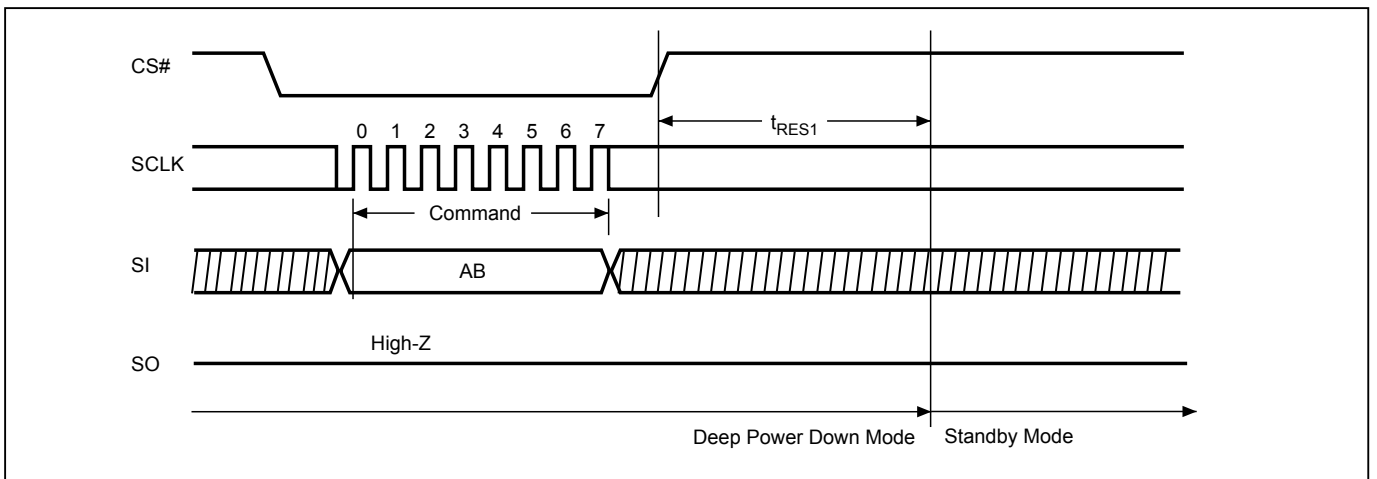 CS#
tRES1
0 1 2 3 4 5 6 7
SCLK
Command
SI
AB
High-Z
SO
Deep Power Down Mode
Standby Mode